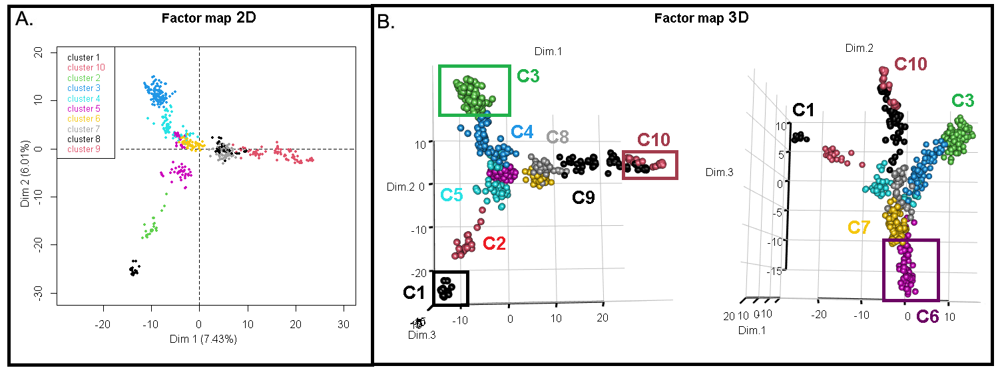 A.
Factor map 2D
cluster 1
cluster 10
cluster 2
cluster 3
cluster 4
cluster 5
cluster 6
cluster 7
cluster 8
cluster 9
20
10
0
-10
-20
-30
Dim 2 (6.01%)
-20 -10 0 10 20 30
Dim 1 (7.43%)
B.
Factor map 3D
Dim.1
C3
C4
C8
C10
10
Dim.2 0
C5
C9
-10
C2
-20
C1
-10 0 10 20
Dim.3
Dim.2
C10
C3
C1
10
5
Dim.3
0
-5
C7
-10
-15
-20 -10 0 10
C6
Dim.1